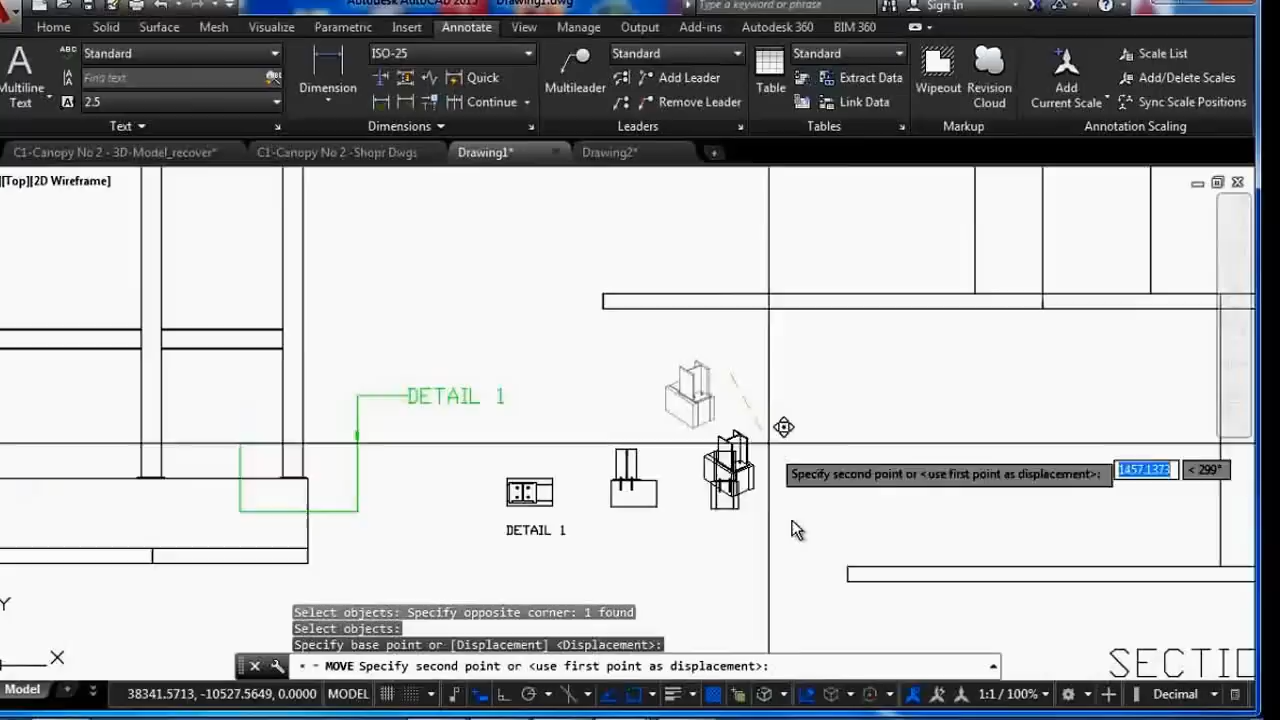 Autodesk AutoCAD 2015 Drawing1.dwg
Type a keyword or phrase
Sign In
Home Solid Surface Mesh Visualize Parametric Insert Annotate View Manage Output Add-ins Autodesk 360 BIM 360
A
Multiline
Text
ABC
Standard
Find text
2.5
Text
Dimension
ISO-25
Quick
Continue
Dimensions
Multileader
Standard
Add Leader
Remove Leader
Leaders
Table
Standard
Extract Data
Link Data
Tables
Wipeout
Revision
Cloud
Markup
Add
Current Scale
Scale List
Add/Delete Scales
Sync Scale Positions
Annotation Scaling
C1-Canopy No 2 - 3D-Model_recover* C1-Canopy No 2 -Shopr Dwgs Drawing1* Drawing2*
][Top][2D Wireframe]
DETAIL 1
Specify second point or <use first point as displacement>: 1457.1373 < 299°
DETAIL 1
Y
X
Select objects: Specify opposite corner: 1 found
Select objects:
Specify base point or [Displacement] <Displacement>:
MOVE Specify second point or <use first point as displacement>:
SECTIO
Model
38341.5713, -10527.5649, 0.0000 MODEL 1:1 / 100% Decimal